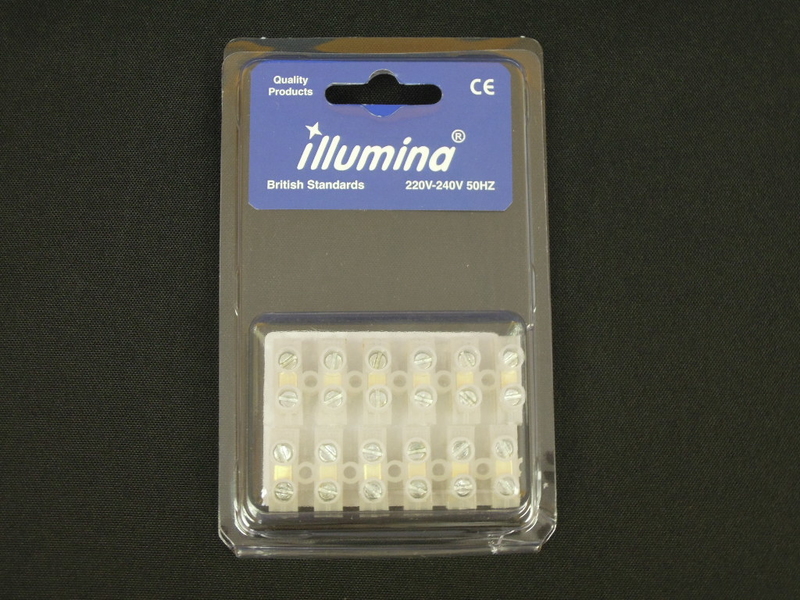 Quality
Products
CE
illumina®
British Standards 220V-240V 50HZ